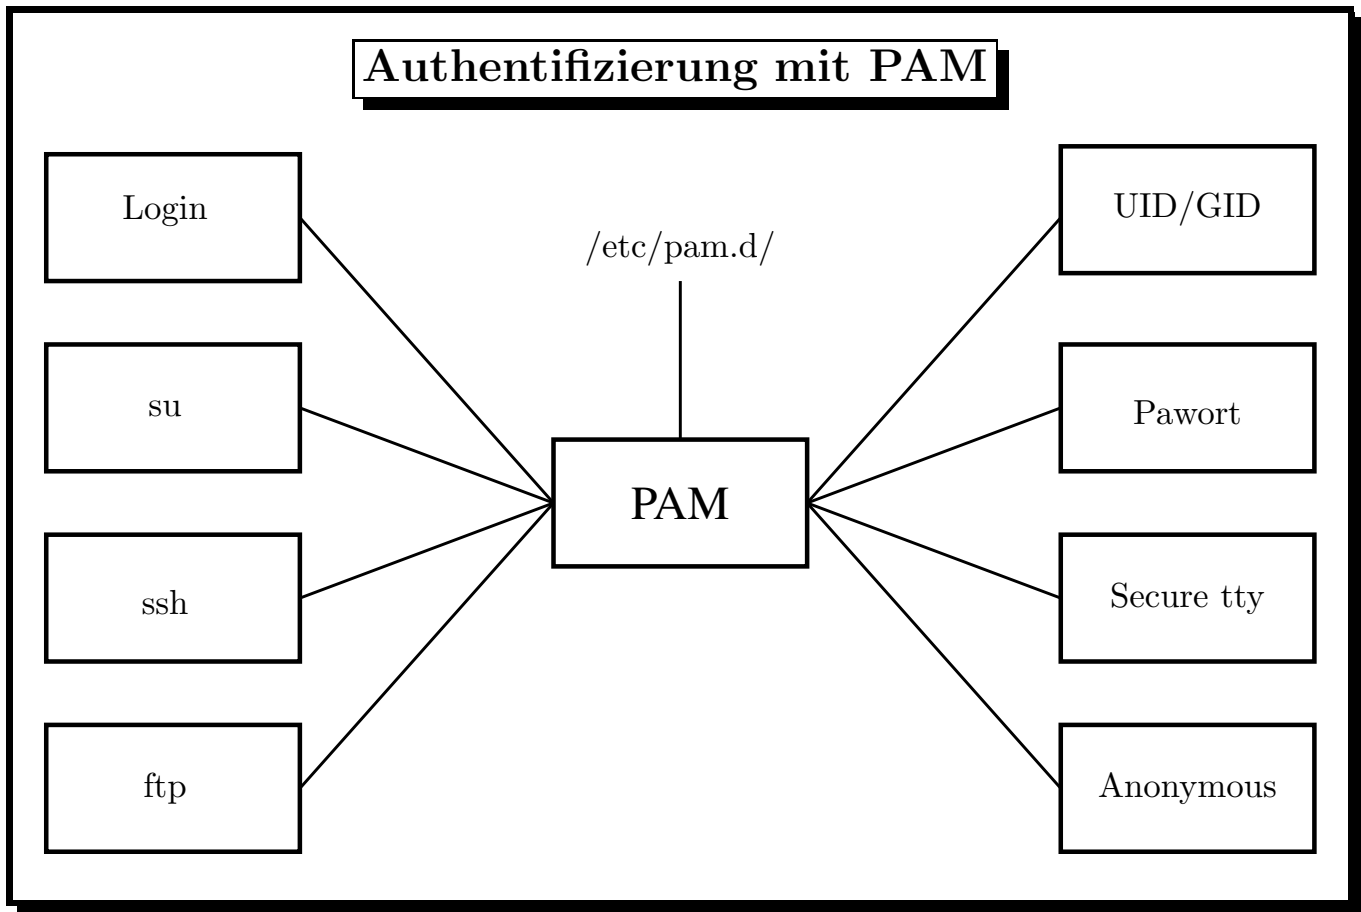 Authentifizierung mit PAM
Login
su
ssh
ftp
/etc/pam.d/
PAM
UID/GID
Pawort
Secure tty
Anonymous